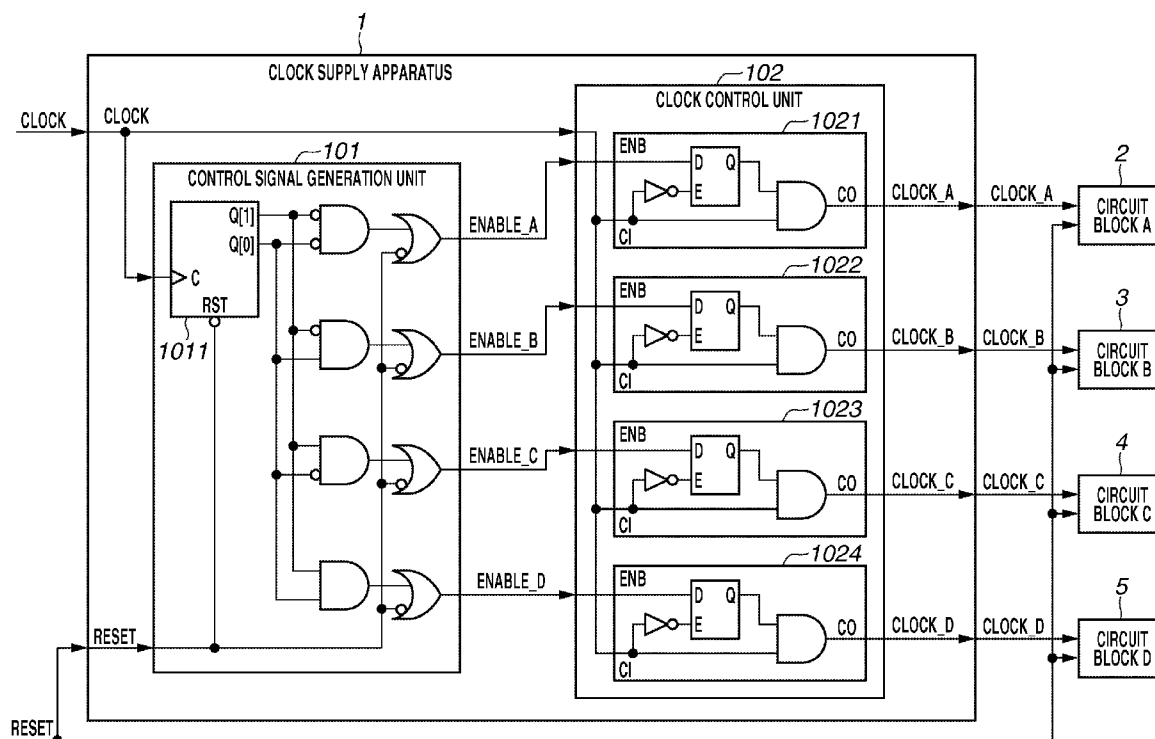 1
CLOCK SUPPLY APPARATUS
102
CLOCK CONTROL UNIT
CLOCK
CLOCK
101
CONTROL SIGNAL GENERATION UNIT
Q[1]
Q[0]
C
RST
1011
ENABLE_A
ENABLE_B
ENABLE_C
ENABLE_D
1021
ENB
D
Q
E
CI
CO
CLOCK_A
CLOCK_A
2
CIRCUIT
BLOCK A
1022
ENB
D
Q
E
CI
CO
CLOCK_B
CLOCK_B
3
CIRCUIT
BLOCK B
1023
ENB
D
Q
E
CI
CO
CLOCK_C
CLOCK_C
4
CIRCUIT
BLOCK C
1024
ENB
D
Q
E
CI
CO
CLOCK_D
CLOCK_D
5
CIRCUIT
BLOCK D
RESET
RESET